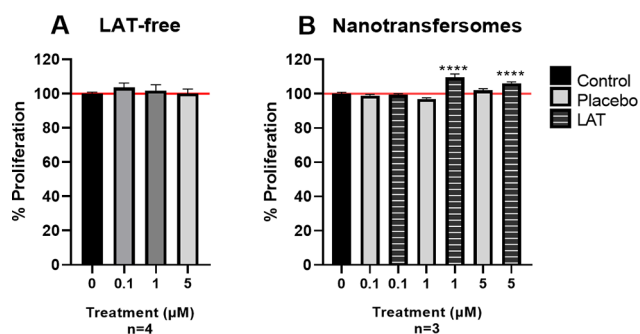 A LAT-free
% Proliferation
120
100
80
60
40
20
0
0 0.1 1 5
Treatment (μM)
n=4
B Nanotransfersomes
% Proliferation
120
100
80
60
40
20
0
**** ****
0 0.1 0.1 1 1 5 5
Treatment (μM)
n=3
Control
Placebo
LAT